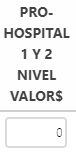 PRO-
HOSPITAL
1 Y 2
NIVEL
VALOR$
0